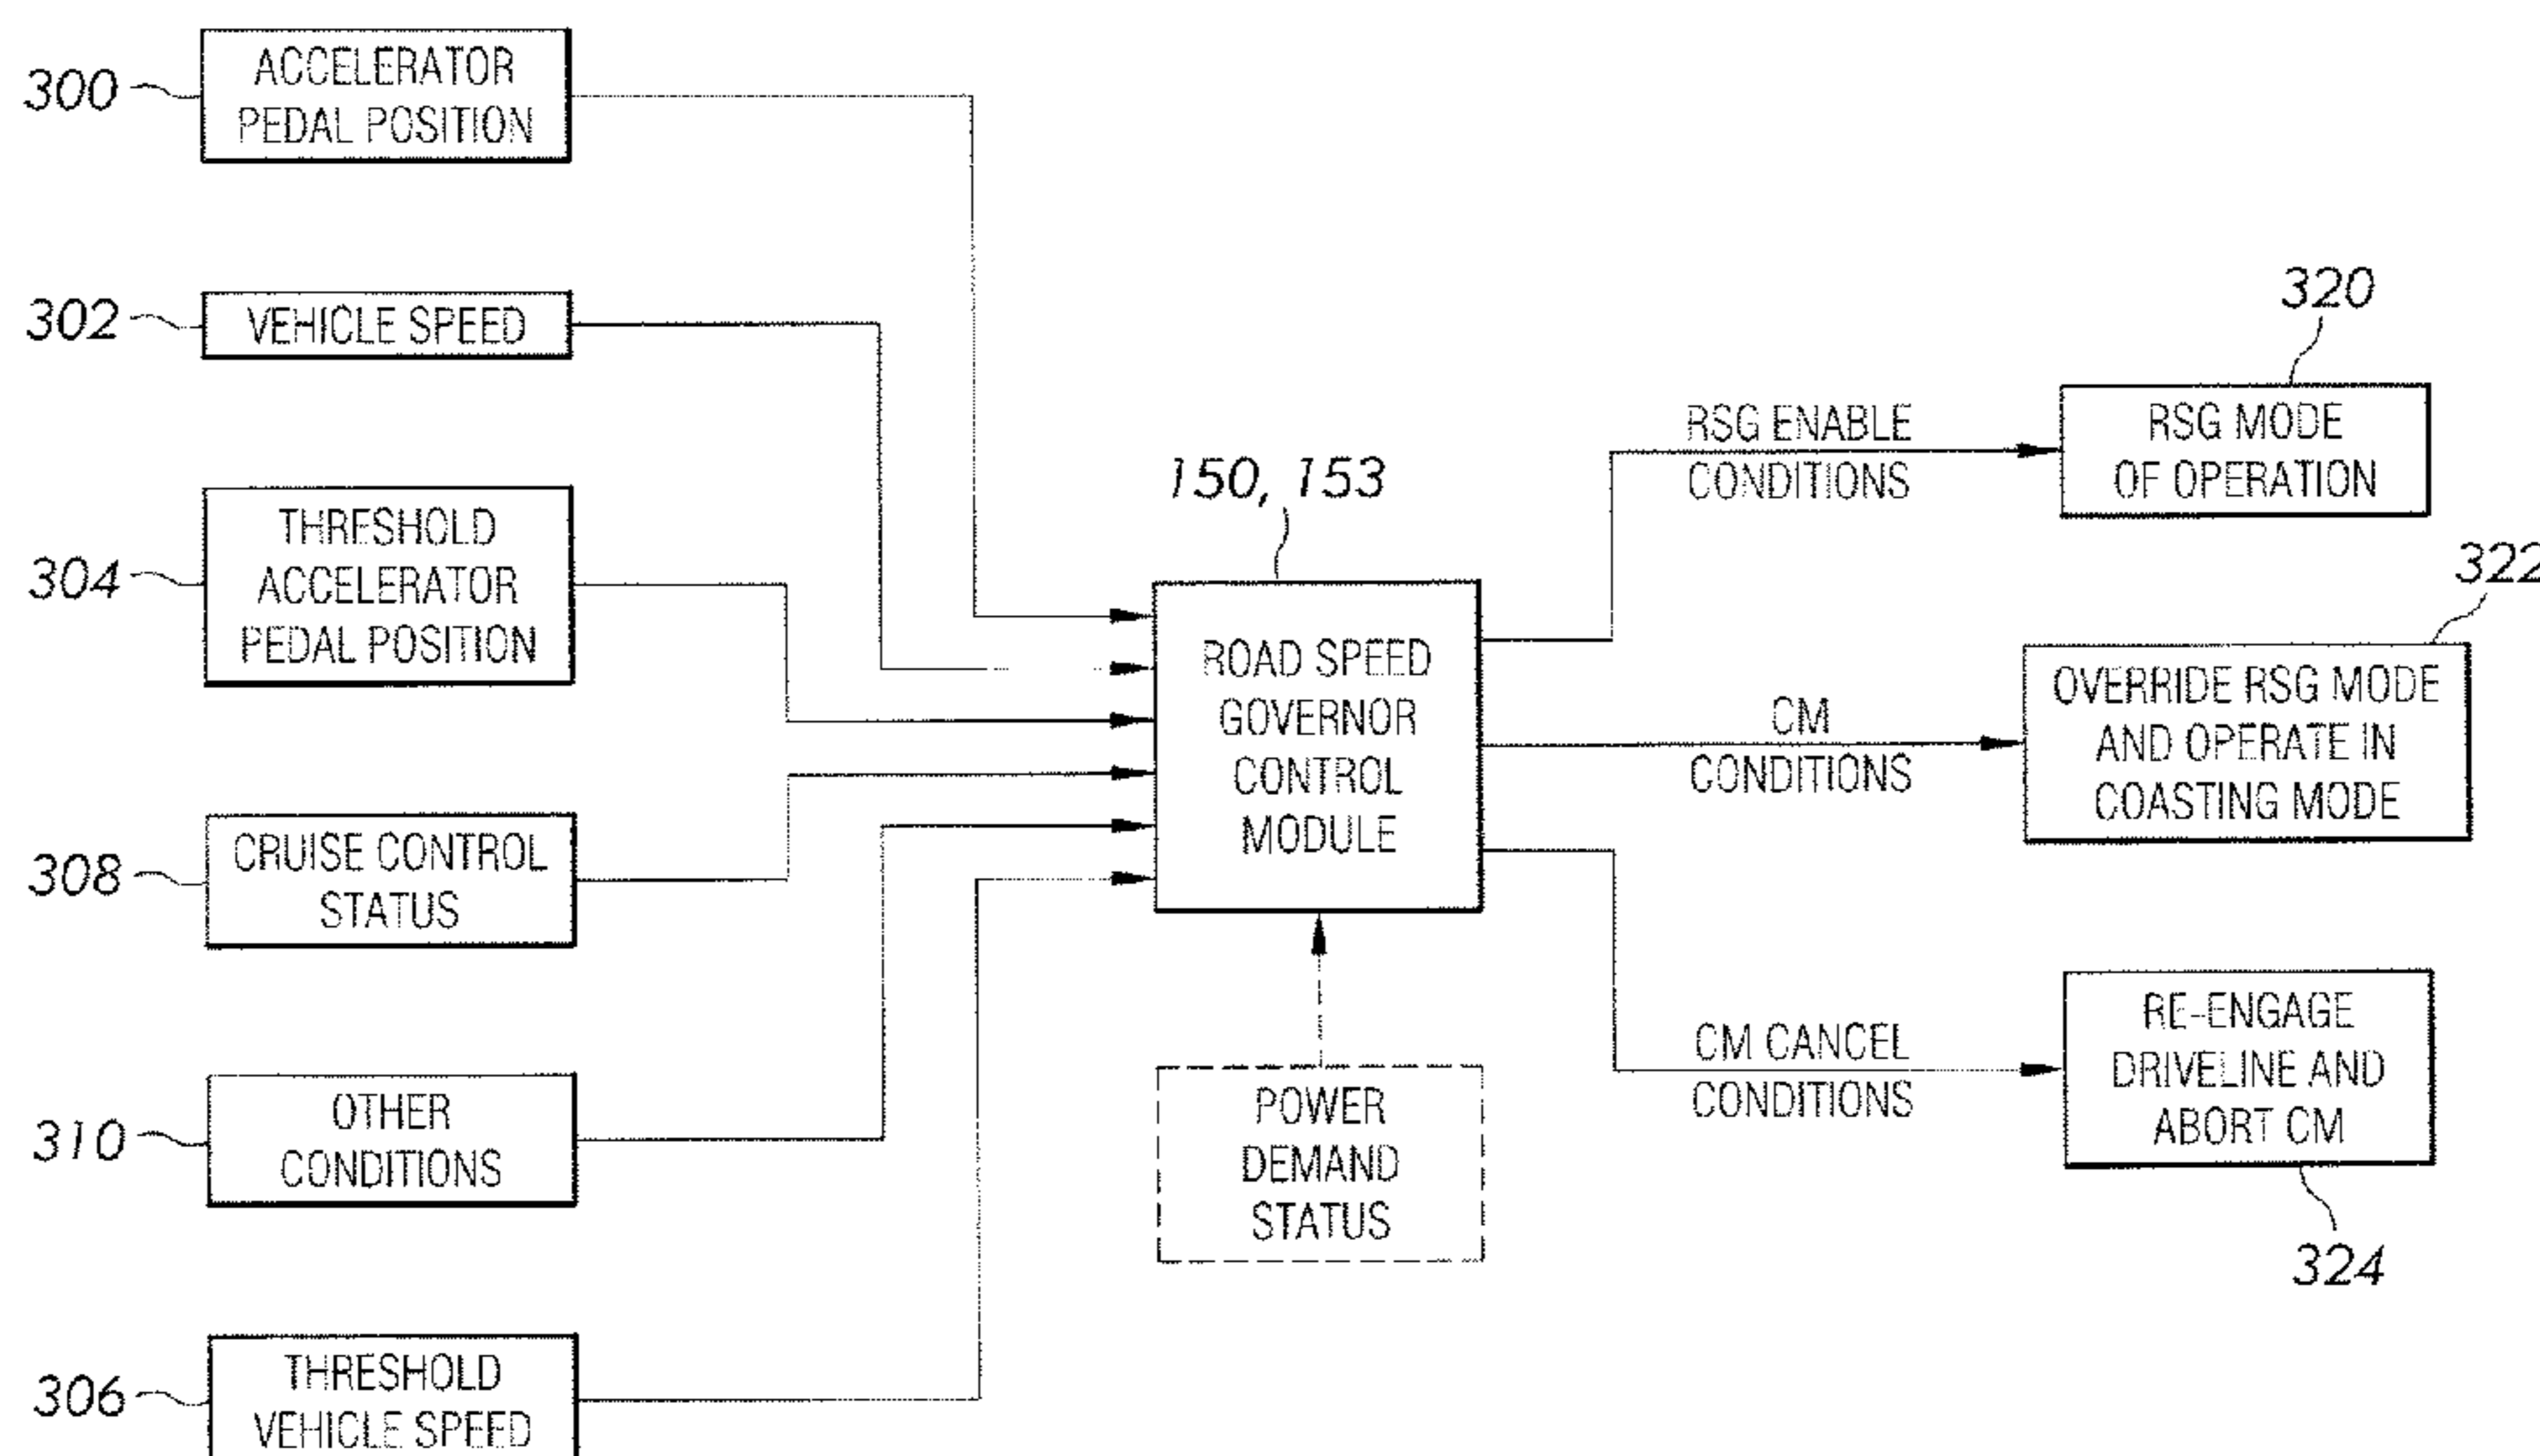 300
ACCELERATOR
PEDAL POSITION
302
VEHICLE SPEED
304
THRESHOLD
ACCELERATOR
PEDAL POSITION
308
CRUISE CONTROL
STATUS
310
OTHER
CONDITIONS
306
THRESHOLD
VEHICLE SPEED
150, 153
ROAD SPEED
GOVERNOR
CONTROL
MODULE
POWER
DEMAND
STATUS
RSG ENABLE
CONDITIONS
320
RSG MODE
OF OPERATION
CM
CONDITIONS
322
OVERRIDE RSG MODE
AND OPERATE IN
COASTING MODE
CM CANCEL
CONDITIONS
RE-ENGAGE
DRIVELINE AND
ABORT CM
324